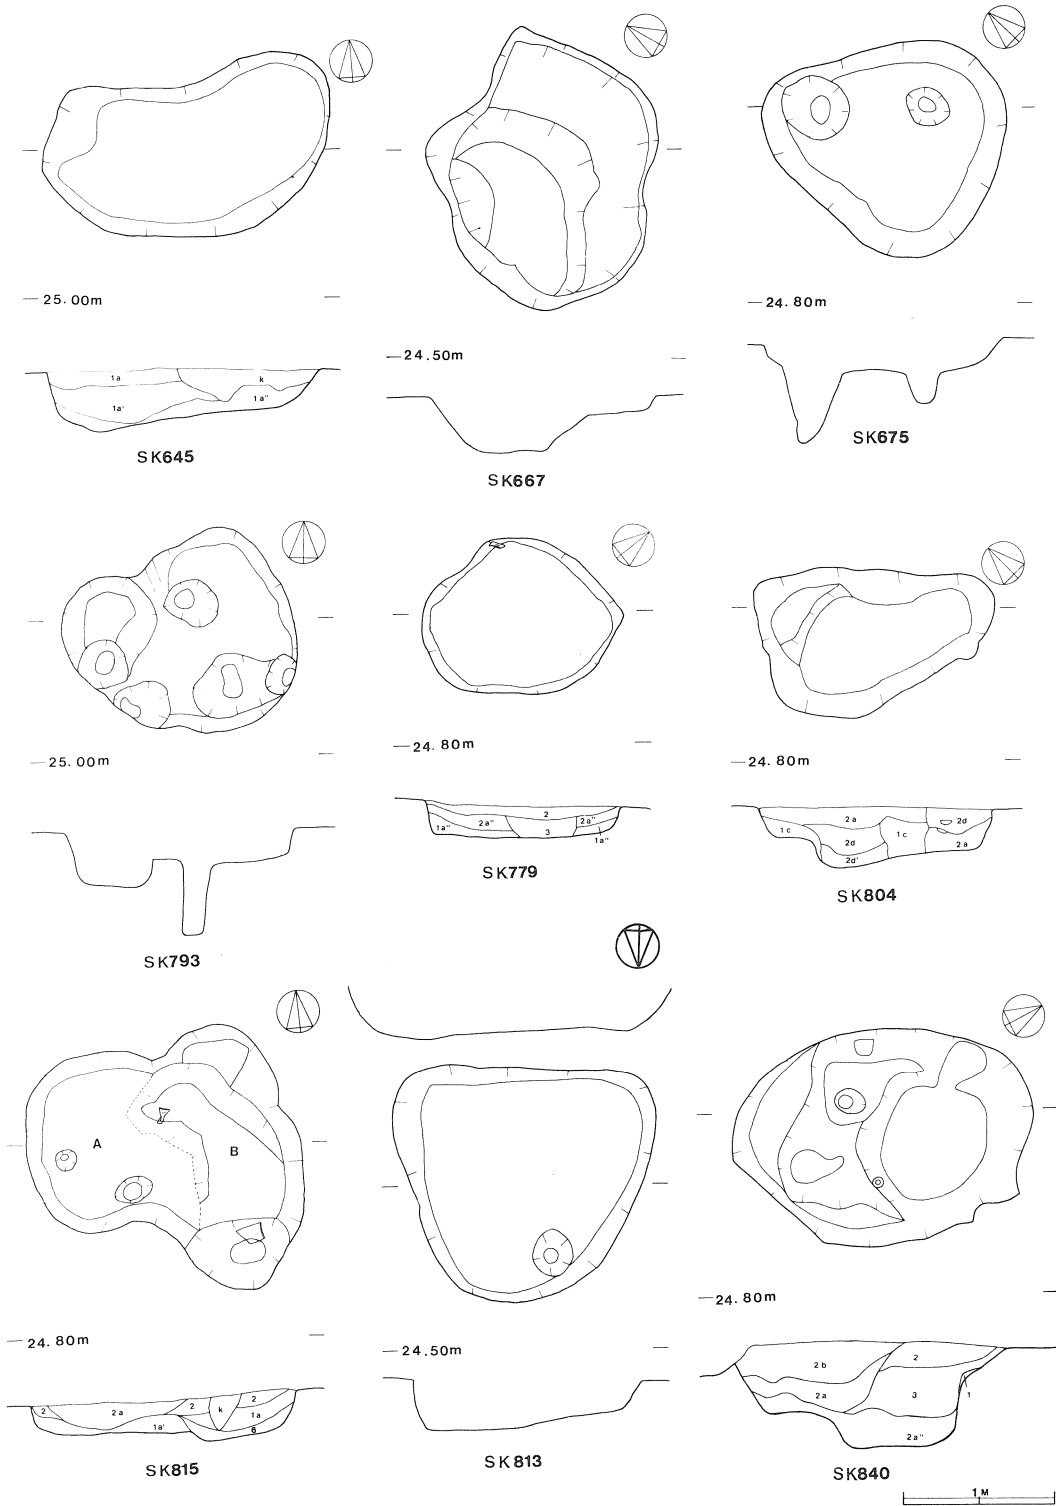 25.00m
1a
k
1a'
1a"
SK645
24.50m
SK667
24.80m
SK675
25.00m
SK793
24.80m
2
2a"
2a"
1a"
3
1a"
SK779
24.80m
2a
2d
1c
1c
2d
2a
2d'
SK804
A
B
24.80m
2
2a
2
k
2
1a
1a'
6
SK815
24.50m
SK813
24.80m
2
2b
2a
3
1
2a"
SK840
1M